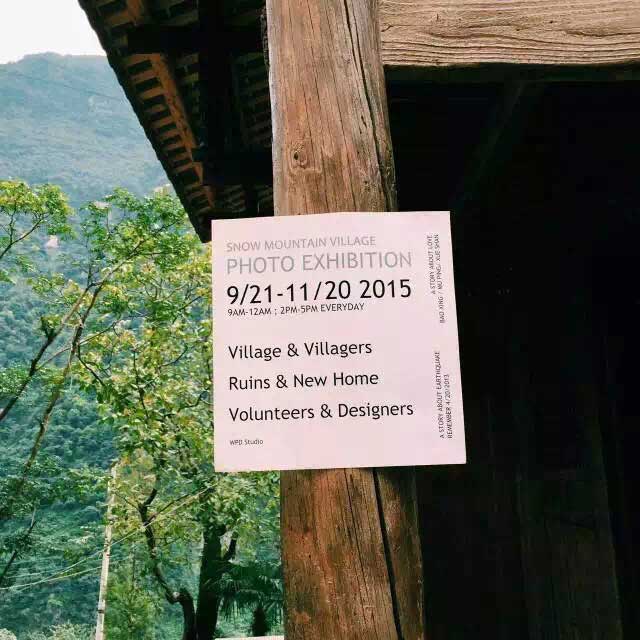 SNOW MOUNTAIN VILLAGE
PHOTO EXHIBITION
9/21-11/20 2015
9AM-12AM ; 2PM-5PM EVERYDAY
Village & Villagers
Ruins & New Home
Volunteers & Designers
WPD Studio
A STORY ABOUT LOVE
BAO XING / MU PING/ XUE SHAN
A STORY ABOUT EARTHQUAKE
REMEMBER 4/20/2013